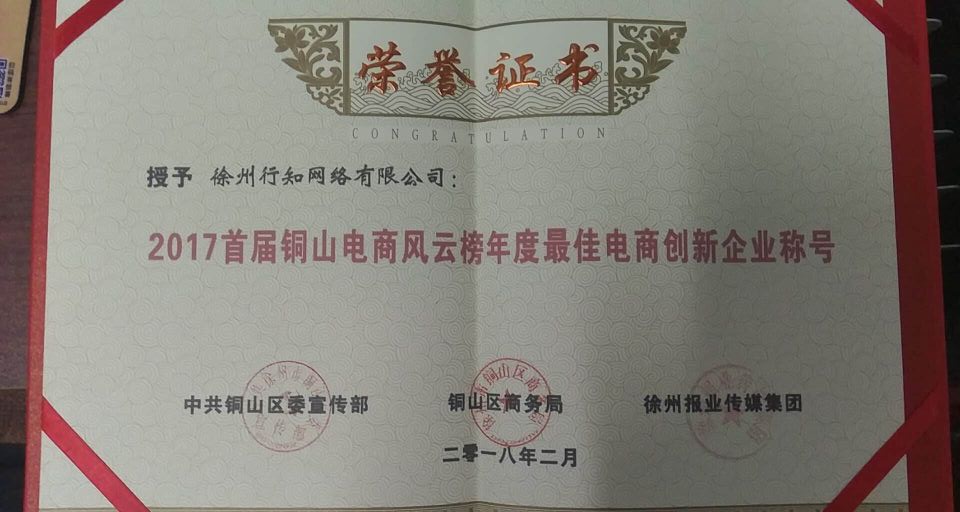 荣誉证书
CONGRATULATION
授予 徐州行知网络有限公司：
2017首届铜山电商风云榜年度最佳电商创新企业称号
中共铜山区委宣传部 铜山区商务局 徐州报业传媒集团
二零一八年二月